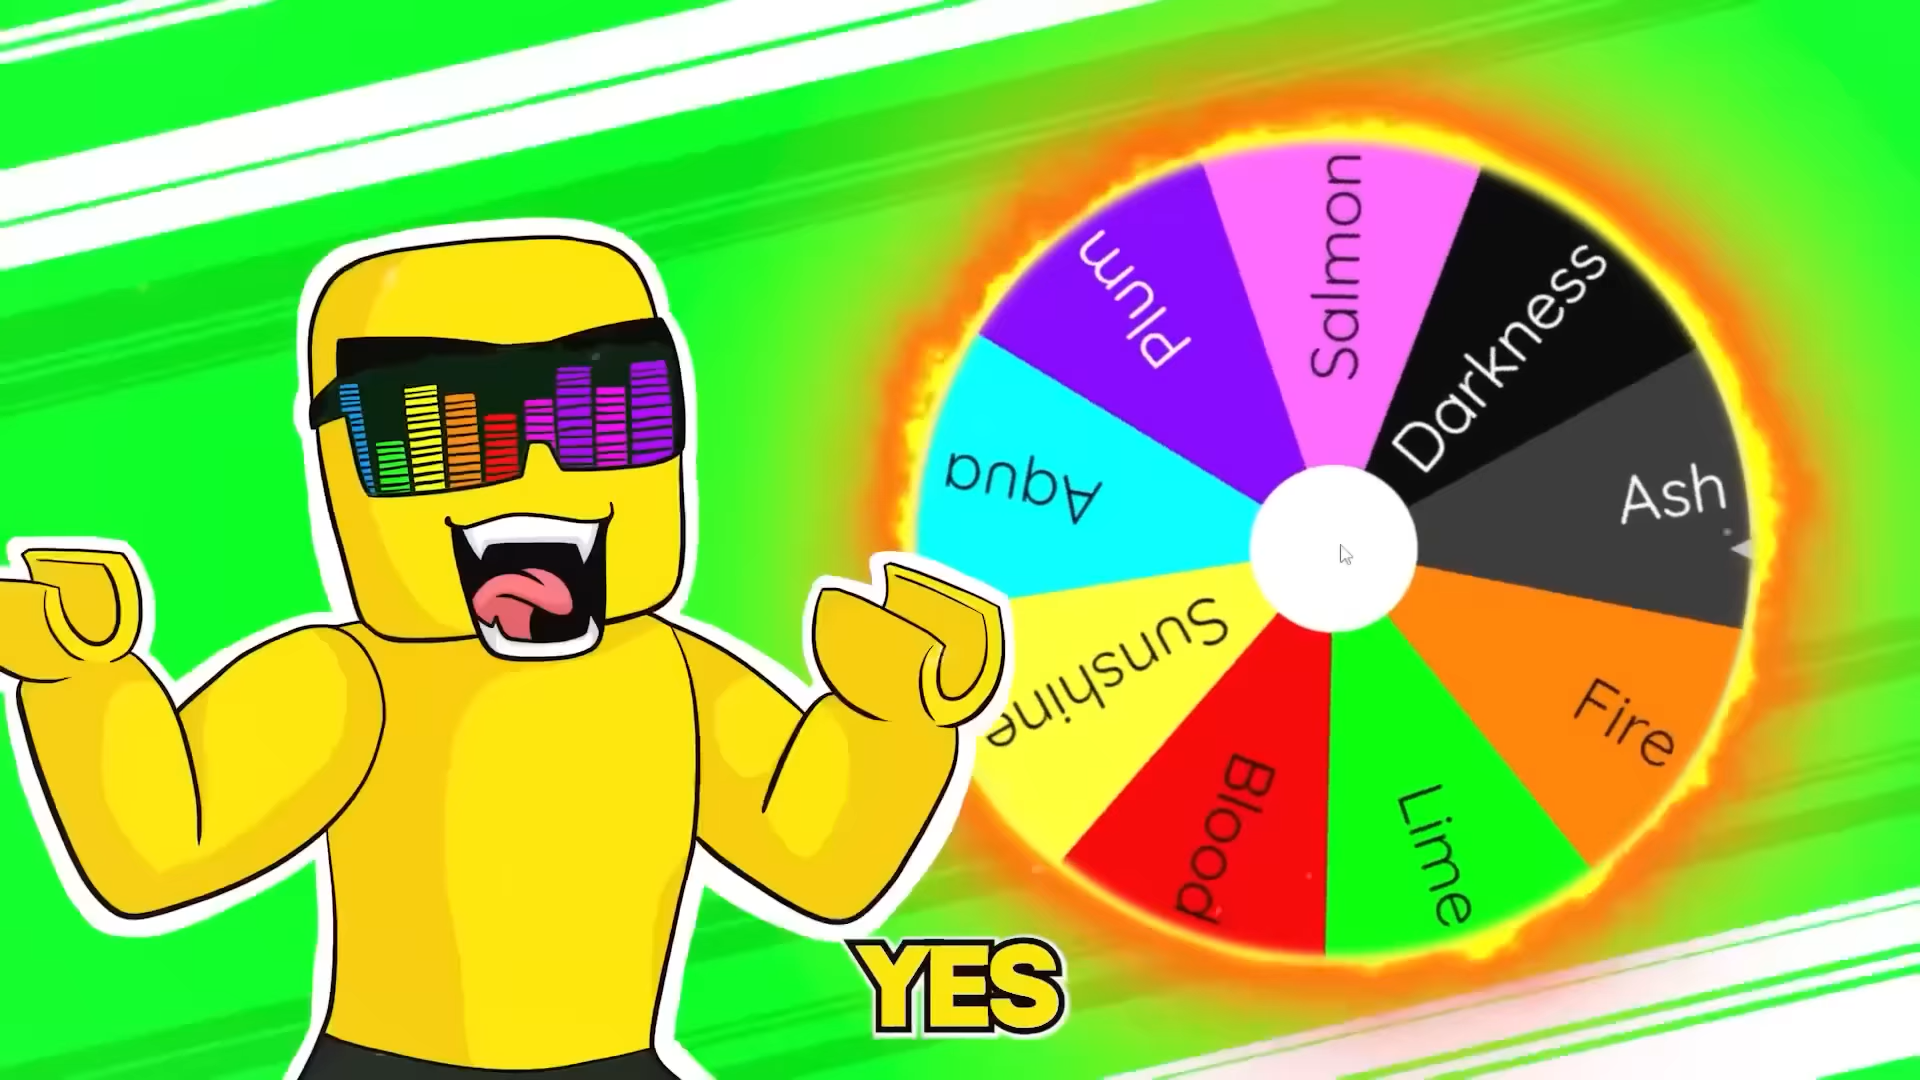 Salmon
Plum
Darkness
Aqua
Ash
Sunshine
Fire
Blood
Lime
YES